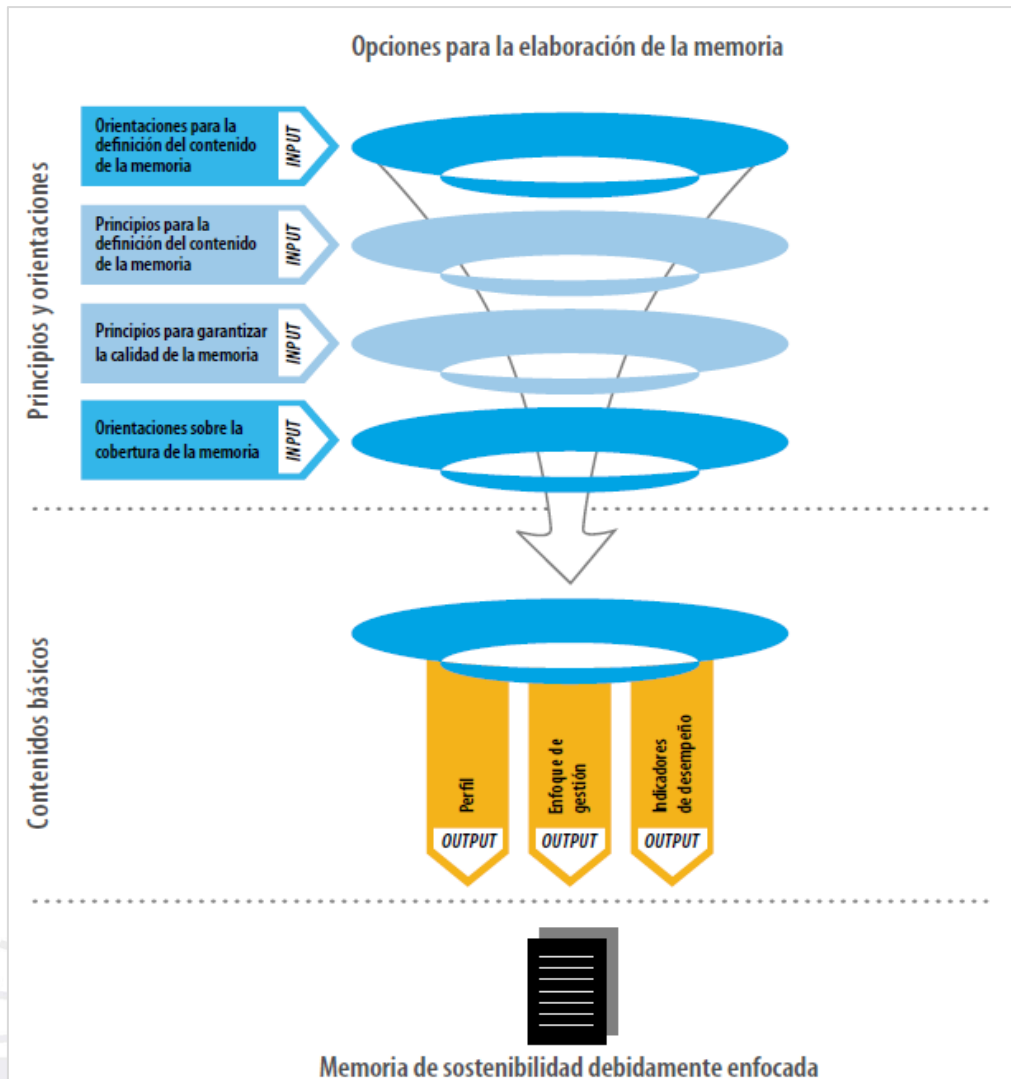 Opciones para la elaboración de la memoria
Principios y orientaciones
Orientaciones para la
definición del contenido
de la memoria
INPUT
Principios para la
definición del contenido
de la memoria
INPUT
Principios para garantizar
la calidad de la memoria
INPUT
Orientaciones sobre la
cobertura de la memoria
INPUT
Contenidos básicos
Perfil
OUTPUT
Enfoque de
gestión
OUTPUT
Indicadores
de desempeño
OUTPUT
Memoria de sostenibilidad debidamente enfocada